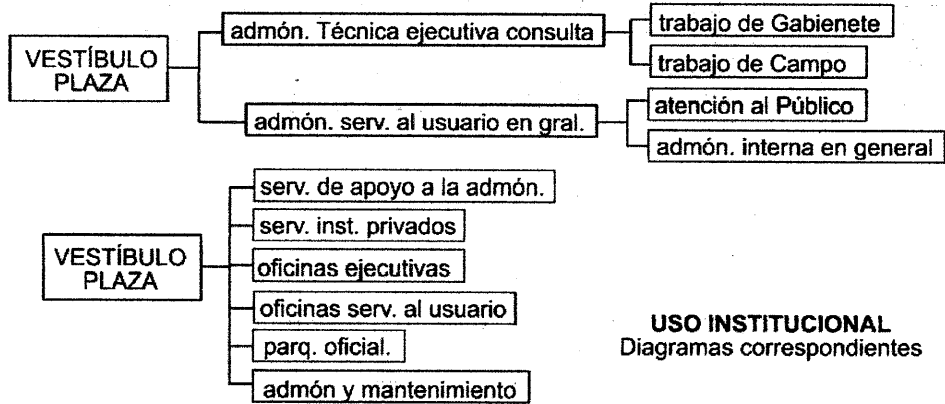 VESTÍBULO
PLAZA
admón. Técnica ejecutiva consulta
trabajo de Gabienete
trabajo de Campo
admón. serv. al usuario en gral.
atención al Público
admón. interna en general
VESTÍBULO
PLAZA
serv. de apoyo a la admón.
serv. inst. privados
oficinas ejecutivas
oficinas serv. al usuario
parq. oficial.
admón y mantenimiento
USO INSTITUCIONAL
Diagramas correspondientes